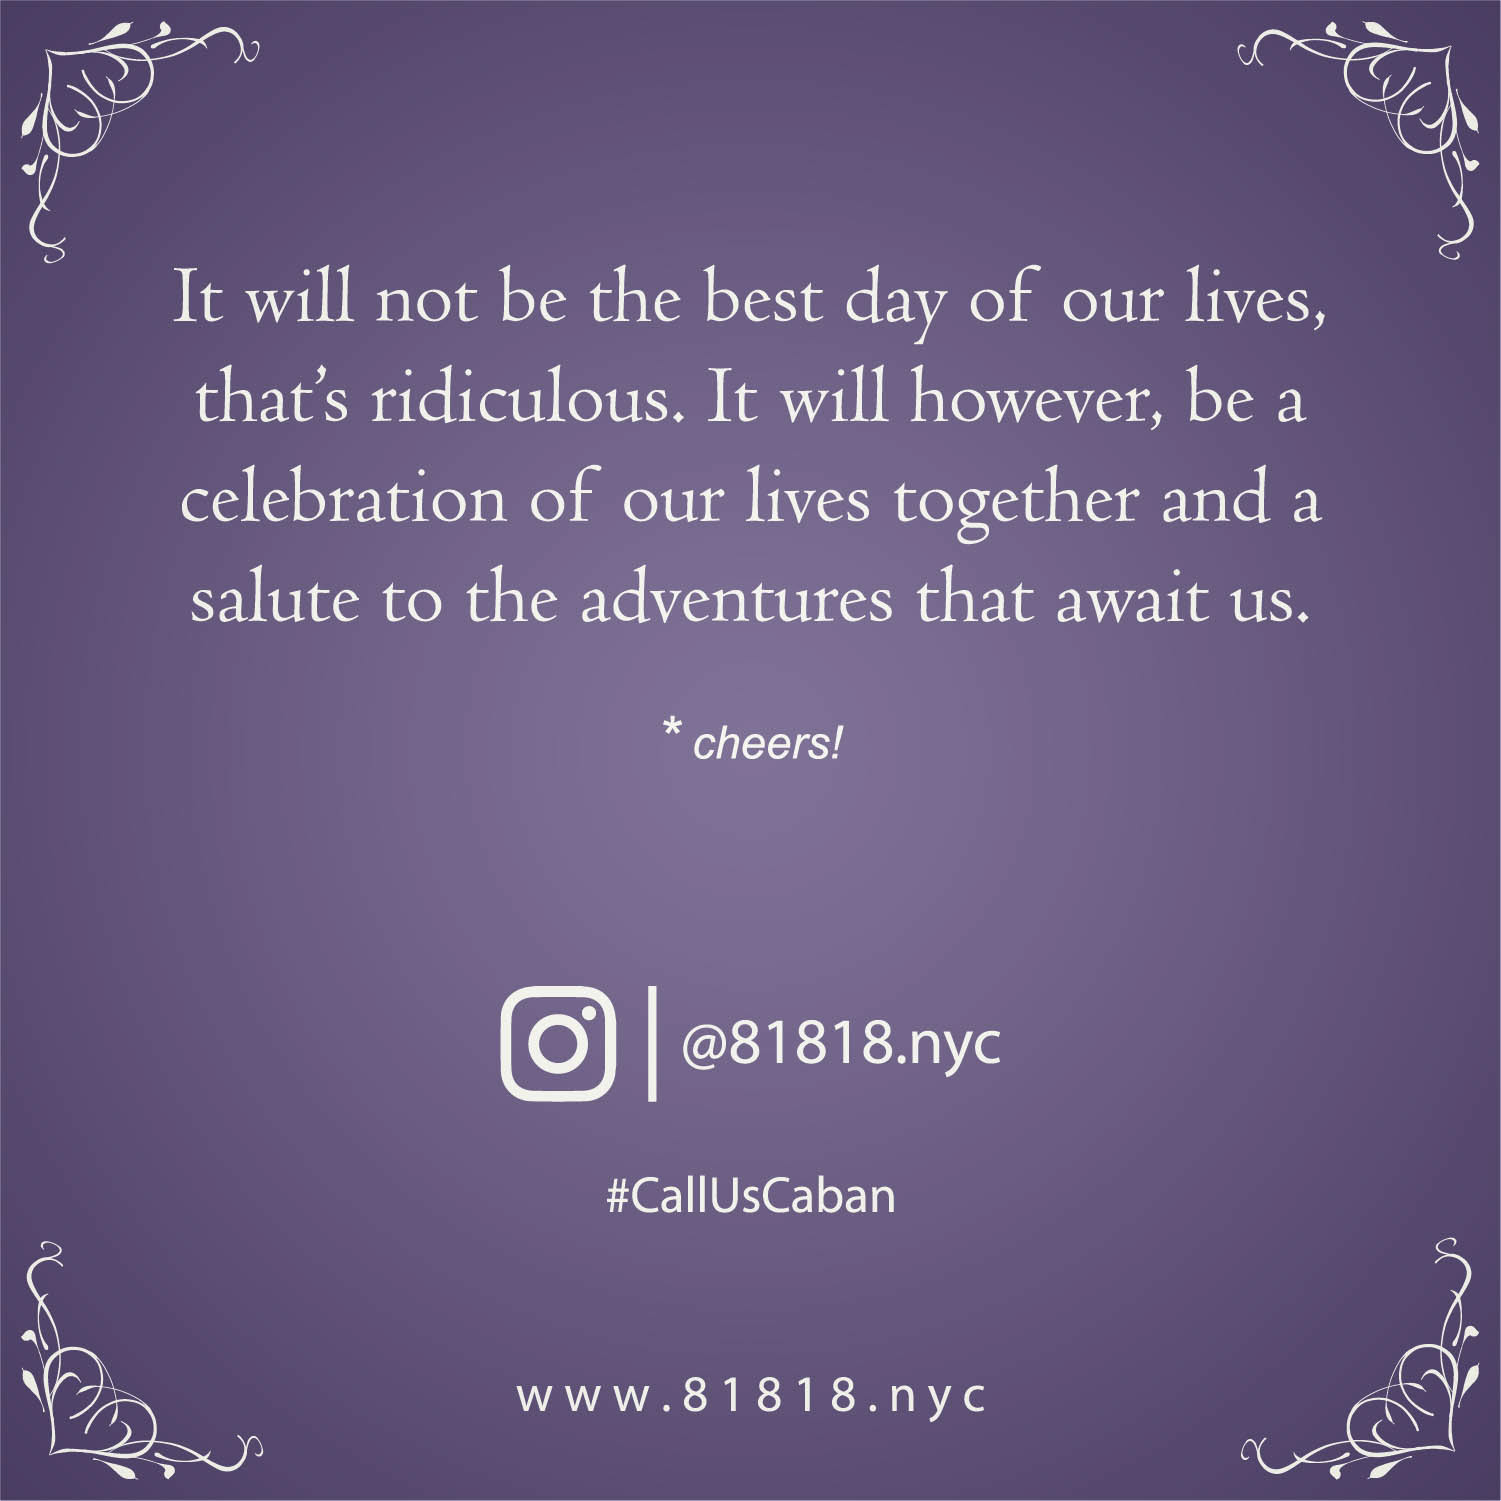 It will not be the best day of our lives,
that’s ridiculous. It will however, be a
celebration of our lives together and a
salute to the adventures that await us.
* cheers!
@81818.nyc
#CallUsCaban
www.81818.nyc